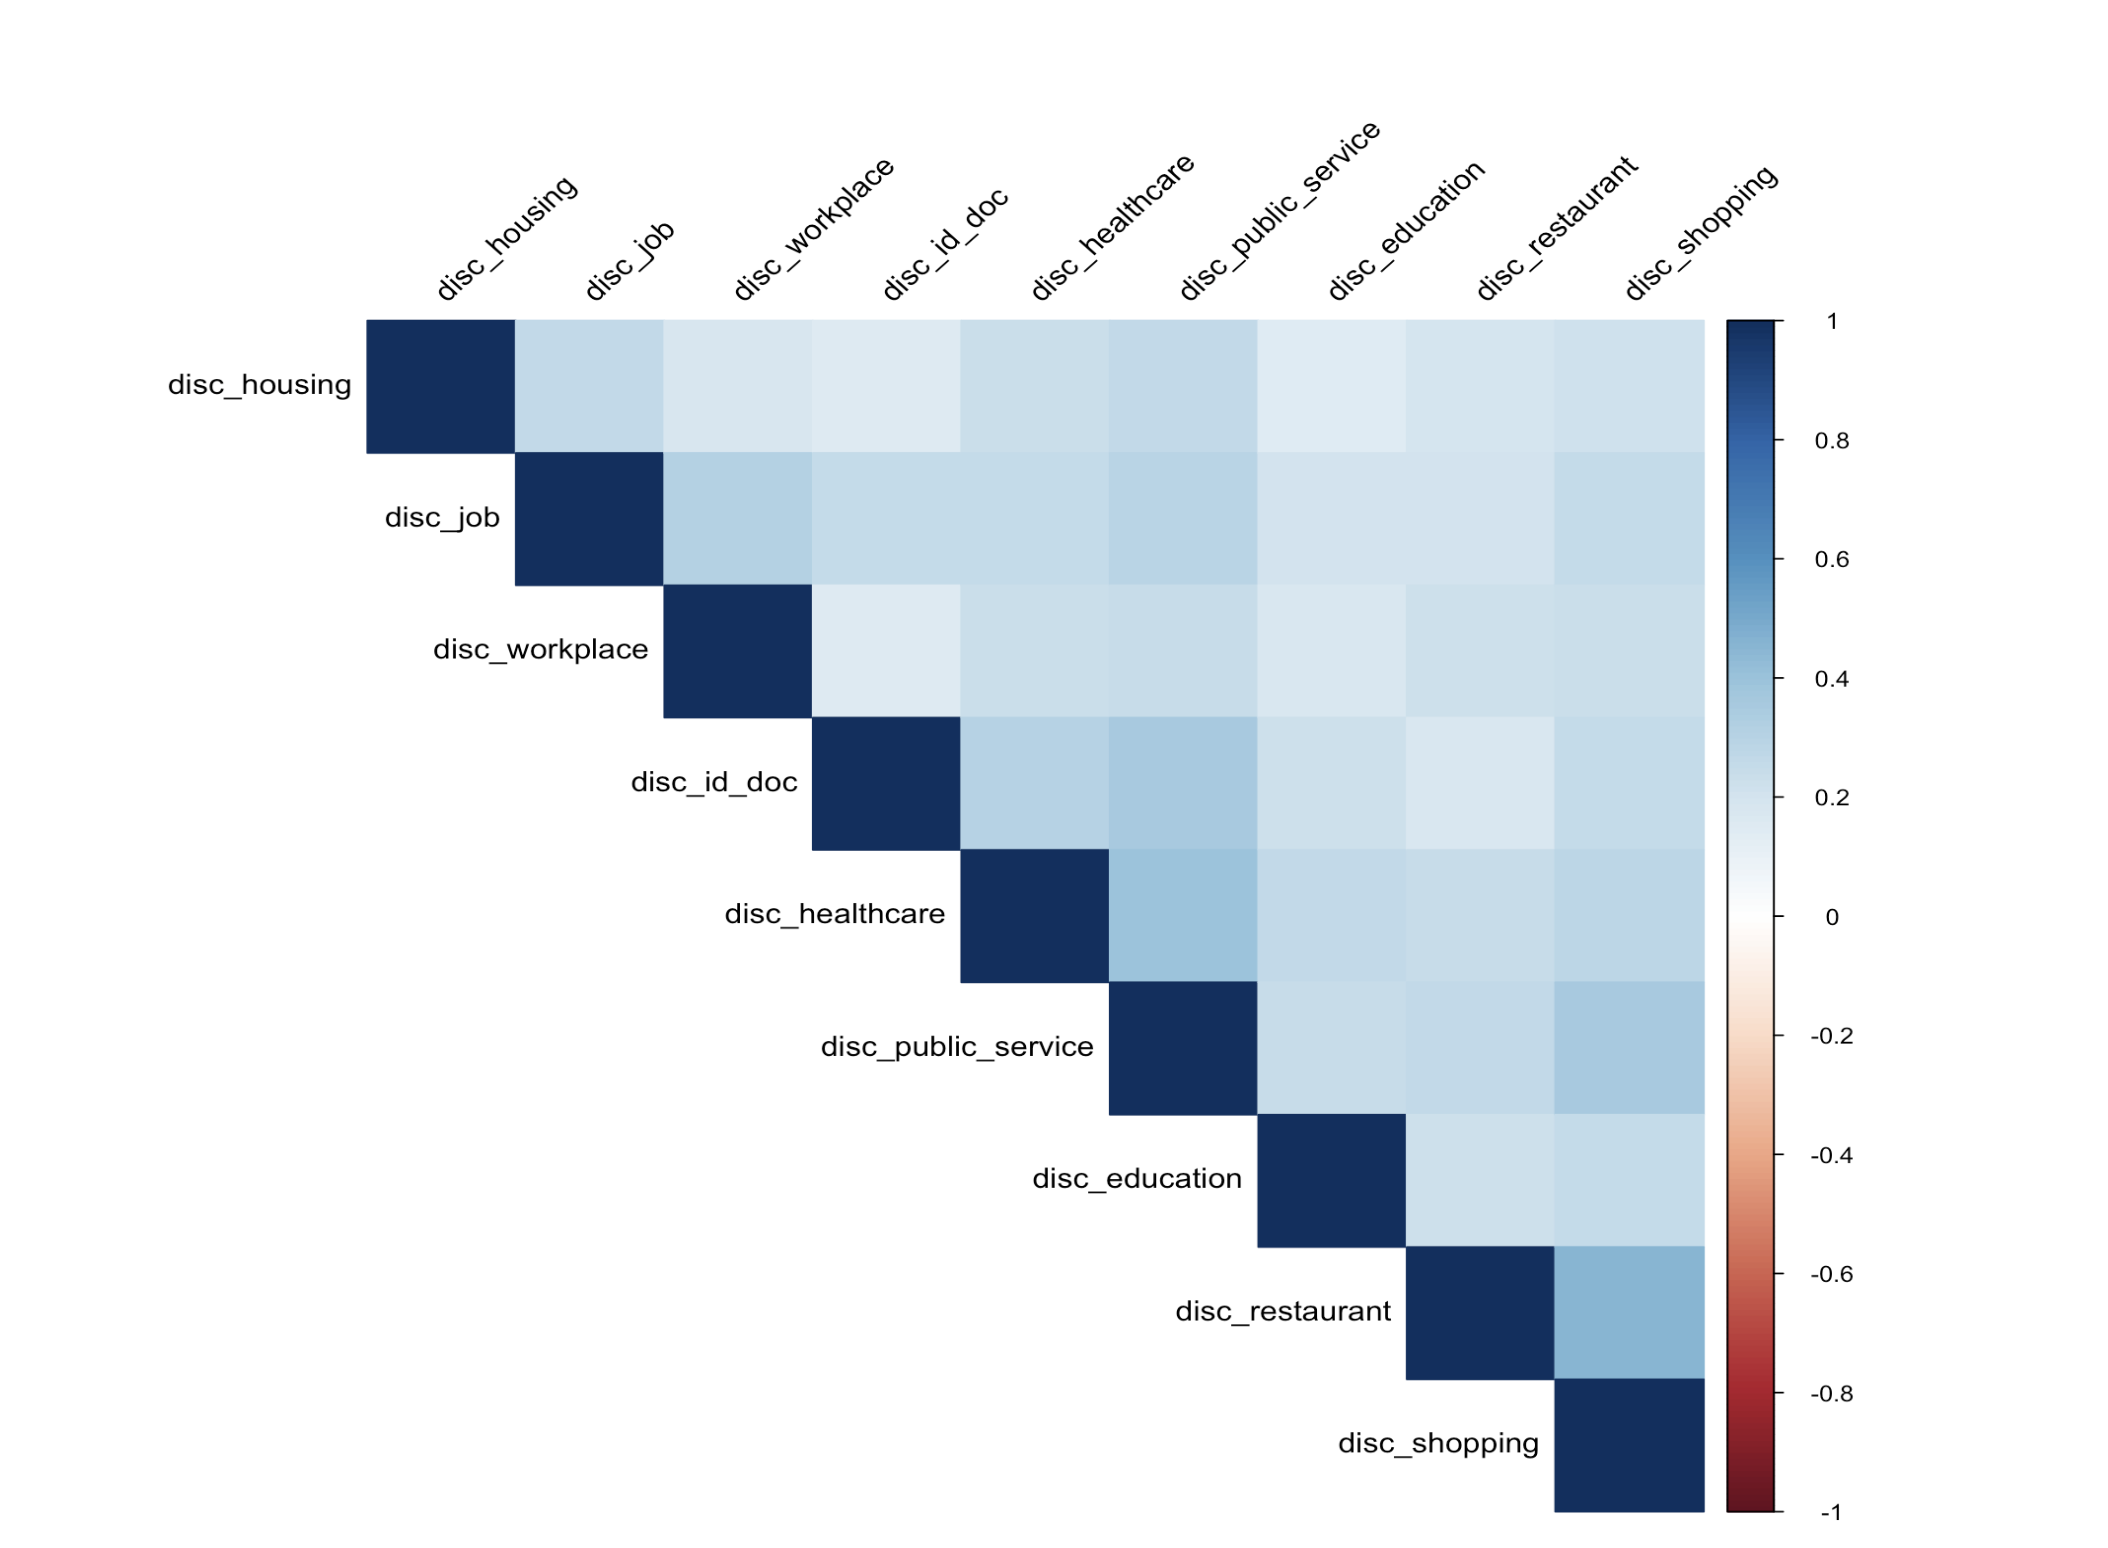 disc_housing
disc_job
disc_workplace
disc_id_doc
disc_healthcare
disc_public_service
disc_education
disc_restaurant
disc_shopping
disc_housing
disc_job
disc_workplace
disc_id_doc
disc_healthcare
disc_public_service
disc_education
disc_restaurant
disc_shopping
1
0.8
0.6
0.4
0.2
0
-0.2
-0.4
-0.6
-0.8
-1